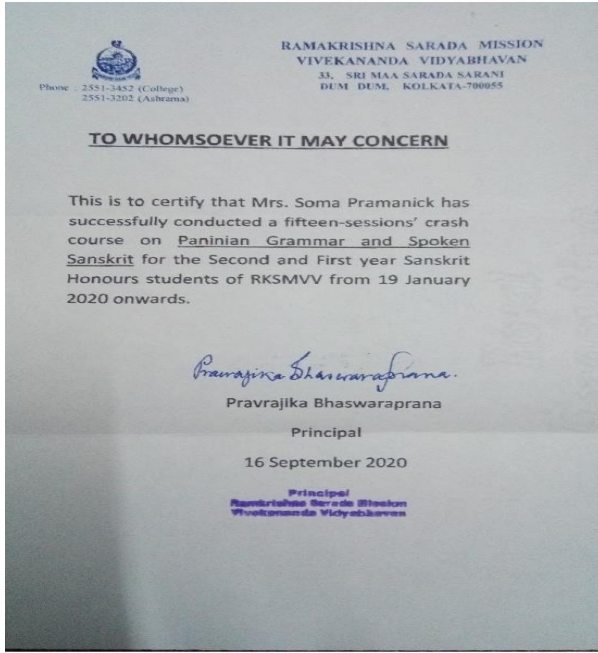 RAMAKRISHNA SARADA MISSION
VIVEKANANDA VIDYABHAVAN
33, SRI MAA SARADA SARANI
DUM DUM, KOLKATA-700055
Phone : 2551-3452 (College)
2551-3202 (Ashrama)
TO WHOMSOEVER IT MAY CONCERN
This is to certify that Mrs. Soma Pramanick has
successfully conducted a fifteen-sessions' crash
course on Paninian Grammar and Spoken
Sanskrit for the Second and First year Sanskrit
Honours students of RKSMVV from 19 January
2020 onwards.
Pravrajika Bhaswaraprana.
Pravrajika Bhaswaraprana
Principal
16 September 2020
Principal
Ramkrishna Sarada Mission
Vivekananda Vidyabhavan